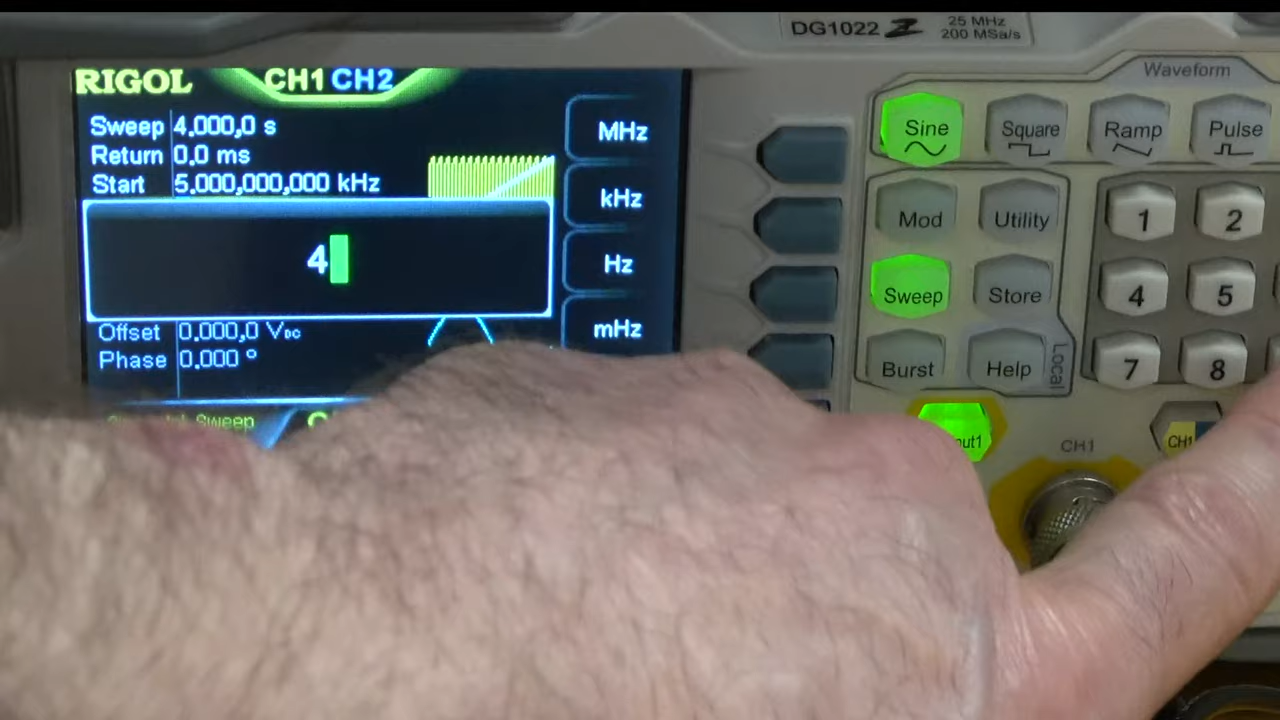 DG1022 Z
25 MHz
200 MSa/s
RIGOL
CH1 CH2
Sweep 4.000,0 s
Return 0.0 ms
Start 5.000,000,000 kHz
4
Offset 0.000,0 VDC
Phase 0.000 °
Sweep
MHz
kHz
Hz
mHz
Waveform
Sine
Square
Ramp
Pulse
Mod
Utility
1
2
Sweep
Store
4
5
Burst
Help
Local
7
8
CH1
CH1